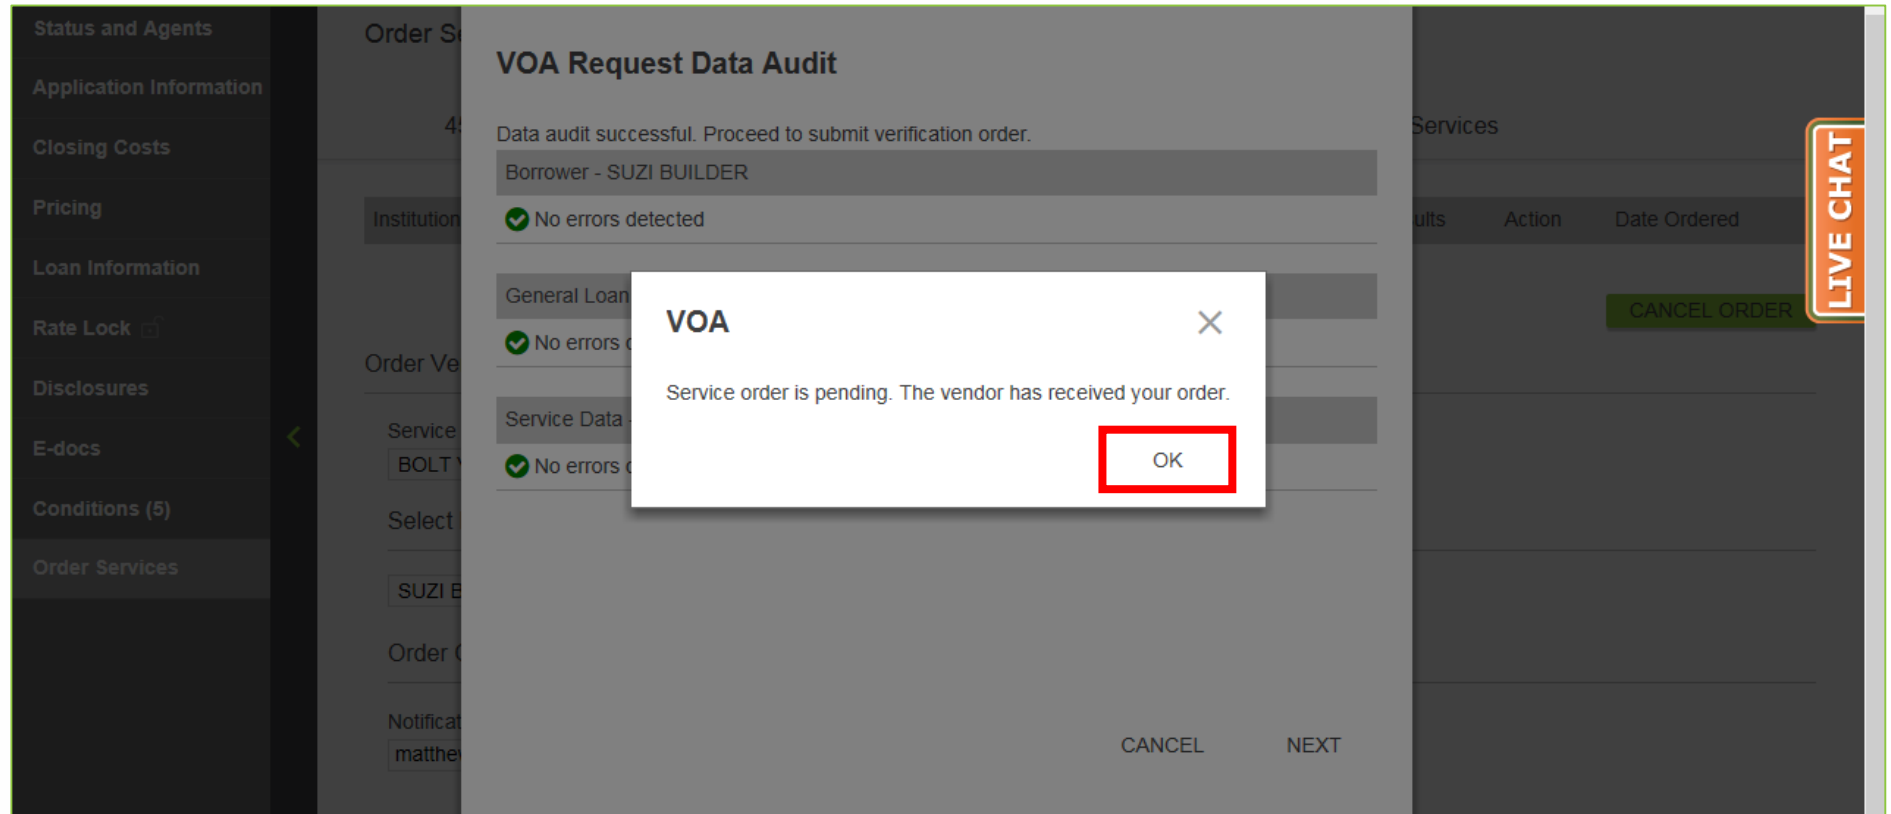 Status and Agents
Application Information
Closing Costs
Pricing
Loan Information
Rate Lock
Disclosures
E-docs
Conditions (5)
Order Services
Order
Services
Institution
Action
Date Ordered
CANCEL ORDER
Order
Service
BOLT
Select
SUZI
Order
VOA Request Data Audit
Data audit successful. Proceed to submit verification order.
Borrower - SUZI BUILDER
No errors detected
General Loan
No errors
Service Data
No errors
CANCEL
NEXT
VOA
Service order is pending. The vendor has received your order.
OK
LIVE CHAT